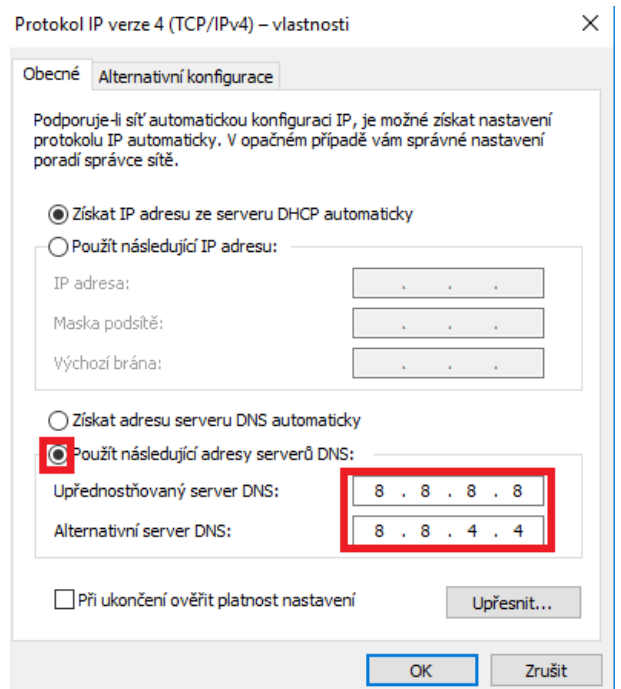 Protokol IP verze 4 (TCP/IPv4) – vlastnosti
Obecné
Alternativní konfigurace
Podporuje-li síť automatickou konfiguraci IP, je možné získat nastavení
protokolu IP automaticky. V opačném případě vám správné nastavení
poradí správce sítě.
Získat IP adresu ze serveru DHCP automaticky
Použít následující IP adresu:
IP adresa:
. . .
Maska podsítě:
. . .
Výchozí brána:
. . .
Získat adresu serveru DNS automaticky
Použít následující adresy serverů DNS:
Upřednostňovaný server DNS:
8 . 8 . 8 . 8
Alternativní server DNS:
8 . 8 . 4 . 4
Při ukončení ověřit platnost nastavení
Upřesnit...
OK
Zrušit